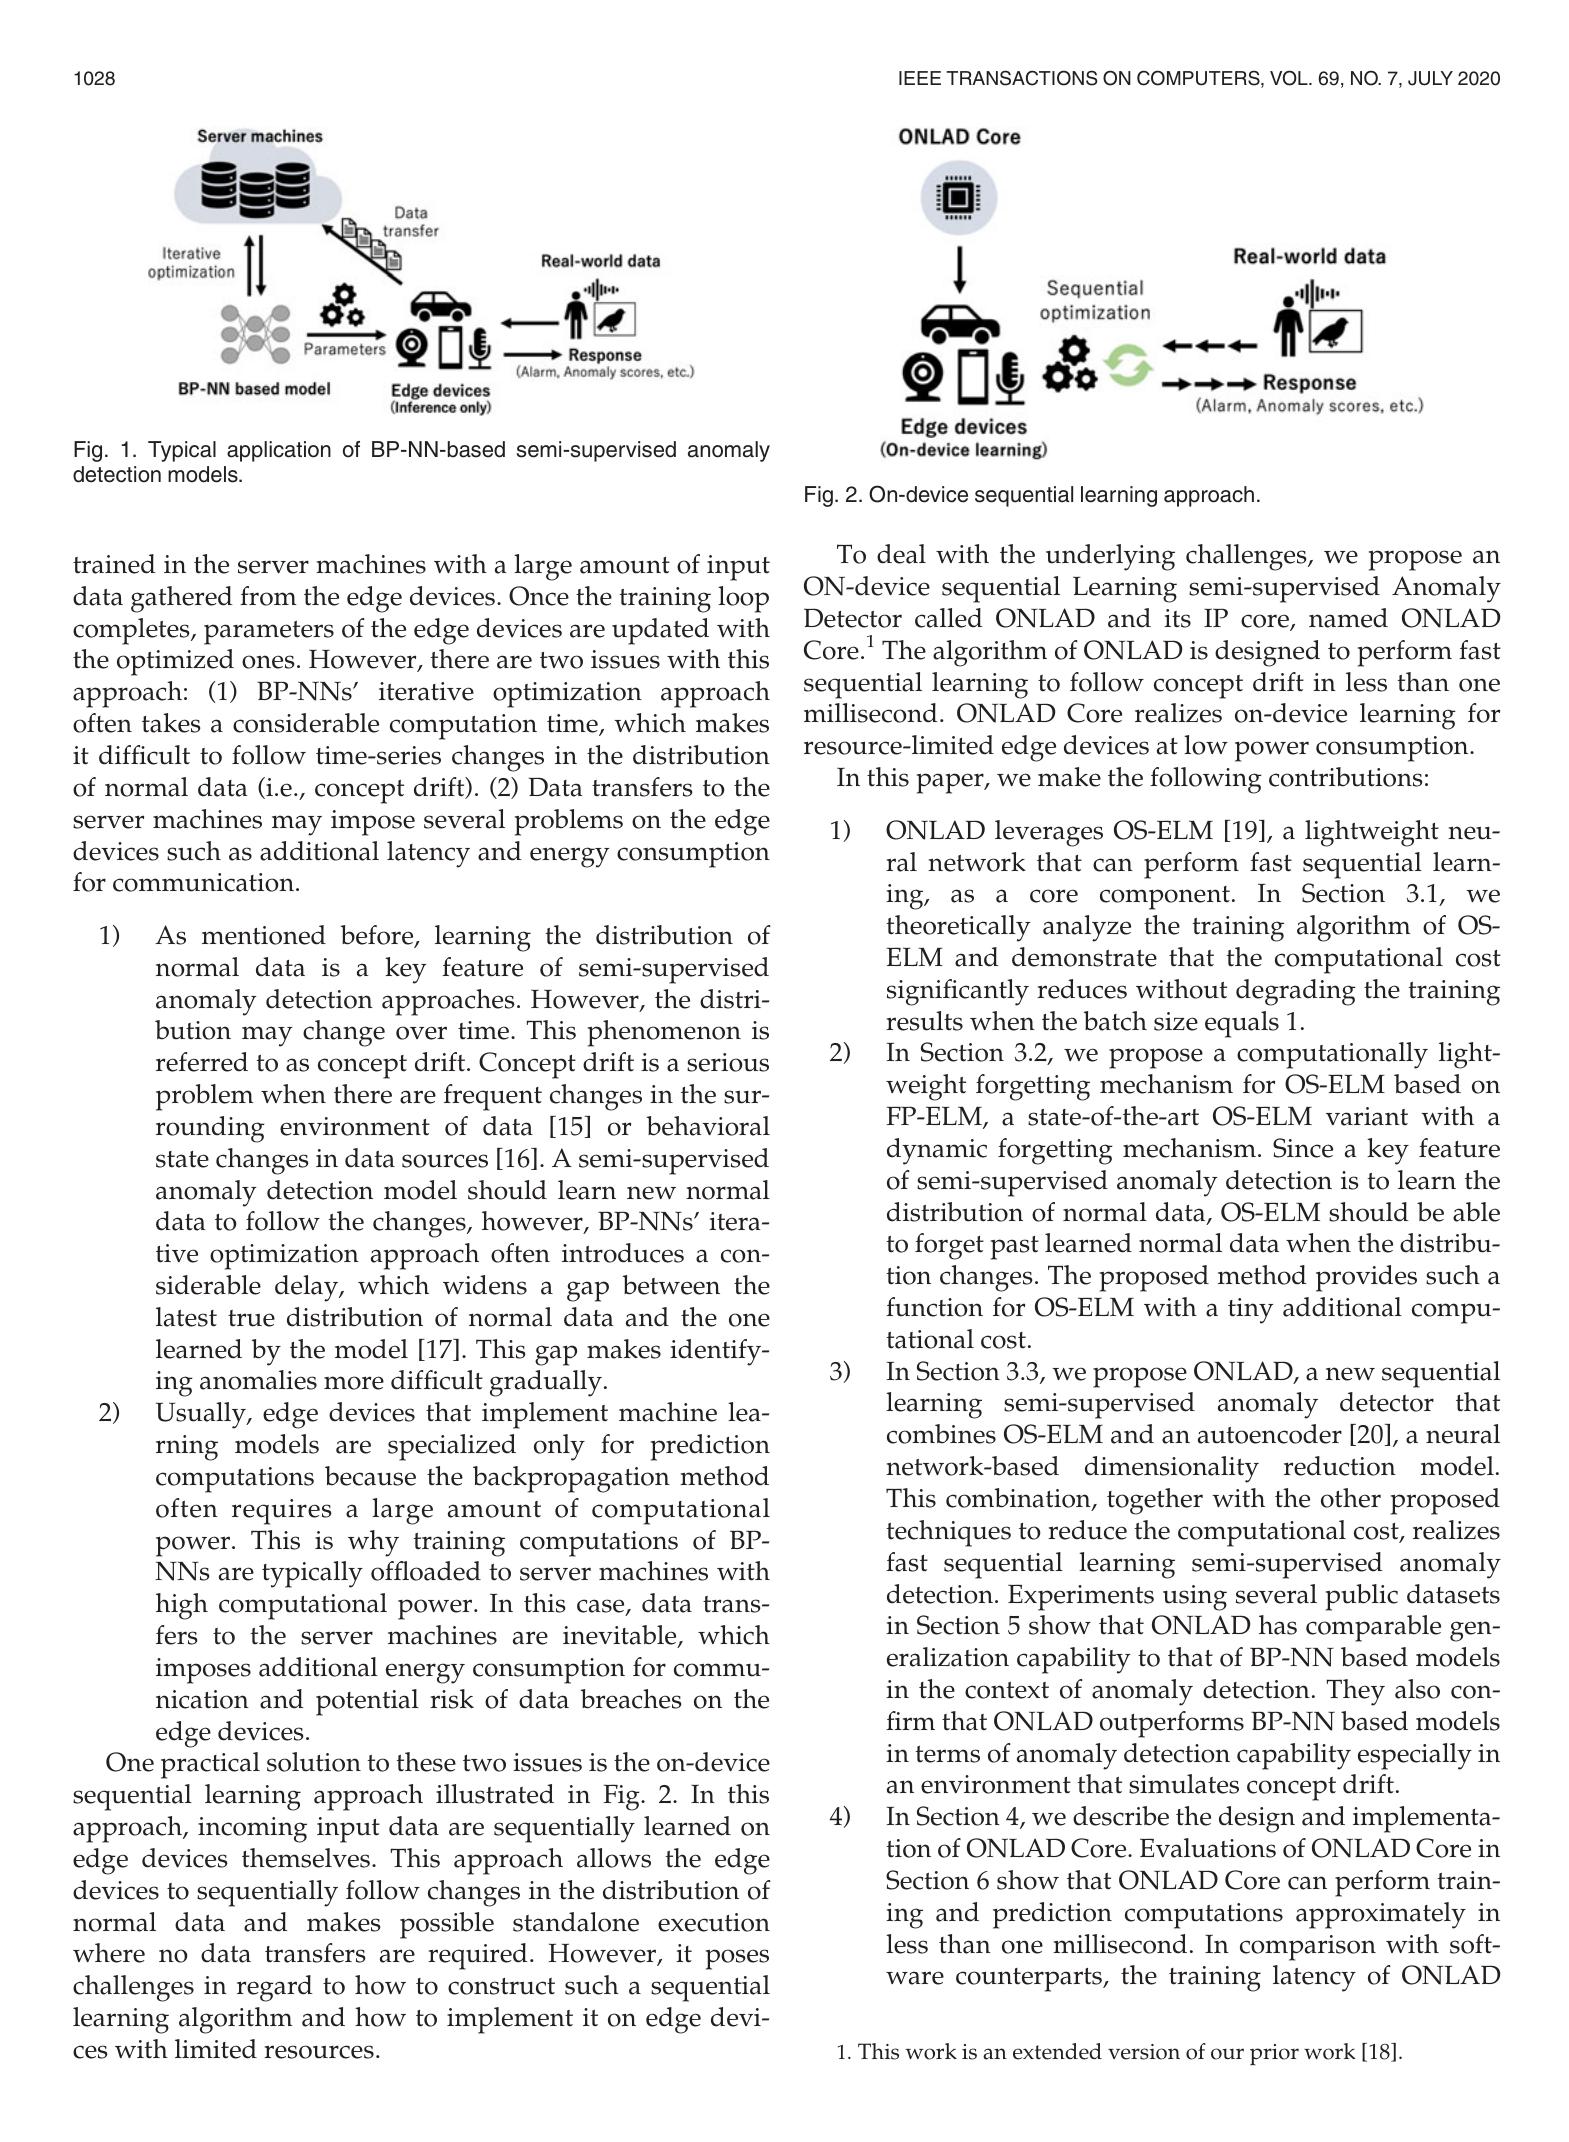 1028
IEEE TRANSACTIONS ON COMPUTERS, VOL. 69, NO. 7, JULY 2020
Server machines
Data
transfer
Iterative
optimization
Real-world data
Parameters
Response
(Alarm, Anomaly scores, etc.)
BP-NN based model
Edge devices
(Inference only)
Fig. 1. Typical application of BP-NN-based semi-supervised anomaly
detection models.
trained in the server machines with a large amount of input
data gathered from the edge devices. Once the training loop
completes, parameters of the edge devices are updated with
the optimized ones. However, there are two issues with this
approach: (1) BP-NNs’ iterative optimization approach
often takes a considerable computation time, which makes
it difficult to follow time-series changes in the distribution
of normal data (i.e., concept drift). (2) Data transfers to the
server machines may impose several problems on the edge
devices such as additional latency and energy consumption
for communication.
1) As mentioned before, learning the distribution of
normal data is a key feature of semi-supervised
anomaly detection approaches. However, the distri-
bution may change over time. This phenomenon is
referred to as concept drift. Concept drift is a serious
problem when there are frequent changes in the sur-
rounding environment of data [15] or behavioral
state changes in data sources [16]. A semi-supervised
anomaly detection model should learn new normal
data to follow the changes, however, BP-NNs’ itera-
tive optimization approach often introduces a con-
siderable delay, which widens a gap between the
latest true distribution of normal data and the one
learned by the model [17]. This gap makes identify-
ing anomalies more difficult gradually.
2) Usually, edge devices that implement machine lea-
rning models are specialized only for prediction
computations because the backpropagation method
often requires a large amount of computational
power. This is why training computations of BP-
NNs are typically offloaded to server machines with
high computational power. In this case, data trans-
fers to the server machines are inevitable, which
imposes additional energy consumption for commu-
nication and potential risk of data breaches on the
edge devices.
One practical solution to these two issues is the on-device
sequential learning approach illustrated in Fig. 2. In this
approach, incoming input data are sequentially learned on
edge devices themselves. This approach allows the edge
devices to sequentially follow changes in the distribution of
normal data and makes possible standalone execution
where no data transfers are required. However, it poses
challenges in regard to how to construct such a sequential
learning algorithm and how to implement it on edge devi-
ces with limited resources.
ONLAD Core
Real-world data
Sequential
optimization
Response
(Alarm, Anomaly scores, etc.)
Edge devices
(On-device learning)
Fig. 2. On-device sequential learning approach.
To deal with the underlying challenges, we propose an
ON-device sequential Learning semi-supervised Anomaly
Detector called ONLAD and its IP core, named ONLAD
Core.1 The algorithm of ONLAD is designed to perform fast
sequential learning to follow concept drift in less than one
millisecond. ONLAD Core realizes on-device learning for
resource-limited edge devices at low power consumption.
In this paper, we make the following contributions:
1) ONLAD leverages OS-ELM [19], a lightweight neu-
ral network that can perform fast sequential learn-
ing, as a core component. In Section 3.1, we
theoretically analyze the training algorithm of OS-
ELM and demonstrate that the computational cost
significantly reduces without degrading the training
results when the batch size equals 1.
2) In Section 3.2, we propose a computationally light-
weight forgetting mechanism for OS-ELM based on
FP-ELM, a state-of-the-art OS-ELM variant with a
dynamic forgetting mechanism. Since a key feature
of semi-supervised anomaly detection is to learn the
distribution of normal data, OS-ELM should be able
to forget past learned normal data when the distribu-
tion changes. The proposed method provides such a
function for OS-ELM with a tiny additional compu-
tational cost.
3) In Section 3.3, we propose ONLAD, a new sequential
learning semi-supervised anomaly detector that
combines OS-ELM and an autoencoder [20], a neural
network-based dimensionality reduction model.
This combination, together with the other proposed
techniques to reduce the computational cost, realizes
fast sequential learning semi-supervised anomaly
detection. Experiments using several public datasets
in Section 5 show that ONLAD has comparable gen-
eralization capability to that of BP-NN based models
in the context of anomaly detection. They also con-
firm that ONLAD outperforms BP-NN based models
in terms of anomaly detection capability especially in
an environment that simulates concept drift.
4) In Section 4, we describe the design and implementa-
tion of ONLAD Core. Evaluations of ONLAD Core in
Section 6 show that ONLAD Core can perform train-
ing and prediction computations approximately in
less than one millisecond. In comparison with soft-
ware counterparts, the training latency of ONLAD
1. This work is an extended version of our prior work [18].